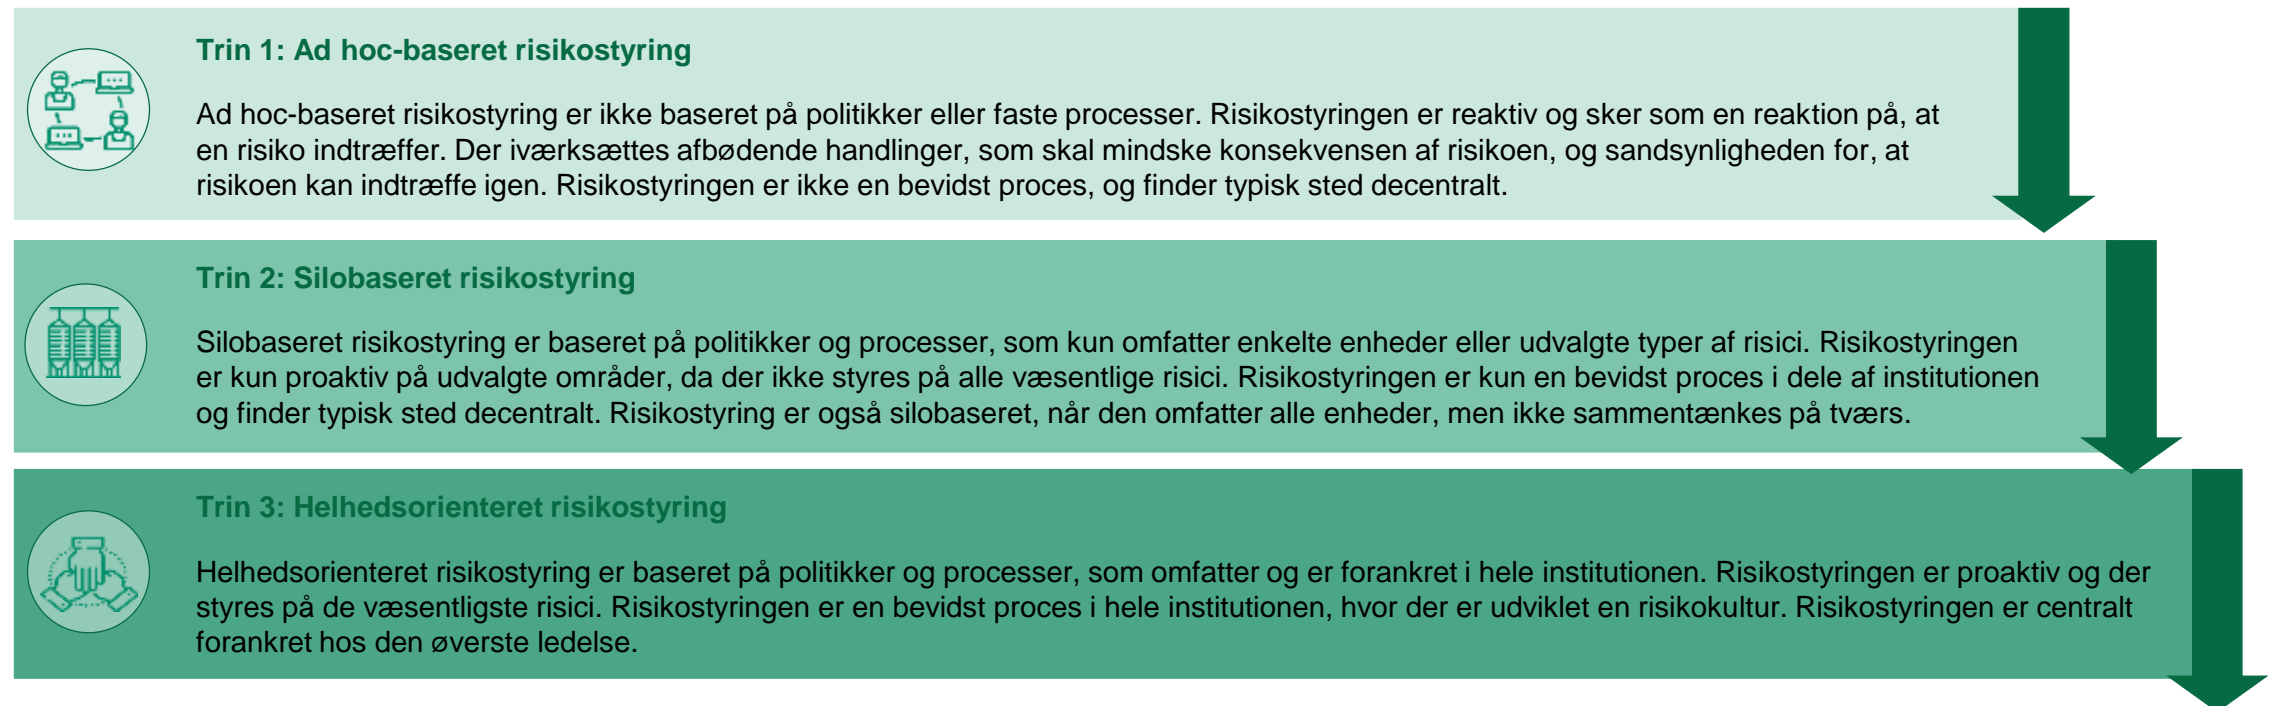 Trin 1: Ad hoc-baseret risikostyring
Ad hoc-baseret risikostyring er ikke baseret på politikker eller faste processer. Risikostyringen er reaktiv og sker som en reaktion på, at
en risiko indtræffer. Der iværksættes afbødende handlinger, som skal mindske konsekvensen af risikoen, og sandsynligheden for, at
risikoen kan indtræffe igen. Risikostyringen er ikke en bevidst proces, og finder typisk sted decentralt.
Trin 2: Silobaseret risikostyring
Silobaseret risikostyring er baseret på politikker og processer, som kun omfatter enkelte enheder eller udvalgte typer af risici. Risikostyringen
er kun proaktiv på udvalgte områder, da der ikke styres på alle væsentlige risici. Risikostyringen er kun en bevidst proces i dele af institutionen
og finder typisk sted decentralt. Risikostyring er også silobaseret, når den omfatter alle enheder, men ikke sammentænkes på tværs.
Trin 3: Helhedsorienteret risikostyring
Helhedsorienteret risikostyring er baseret på politikker og processer, som omfatter og er forankret i hele institutionen. Risikostyringen er proaktiv og der
styres på de væsentligste risici. Risikostyringen er en bevidst proces i hele institutionen, hvor der er udviklet en risikokultur. Risikostyringen er centralt
forankret hos den øverste ledelse.